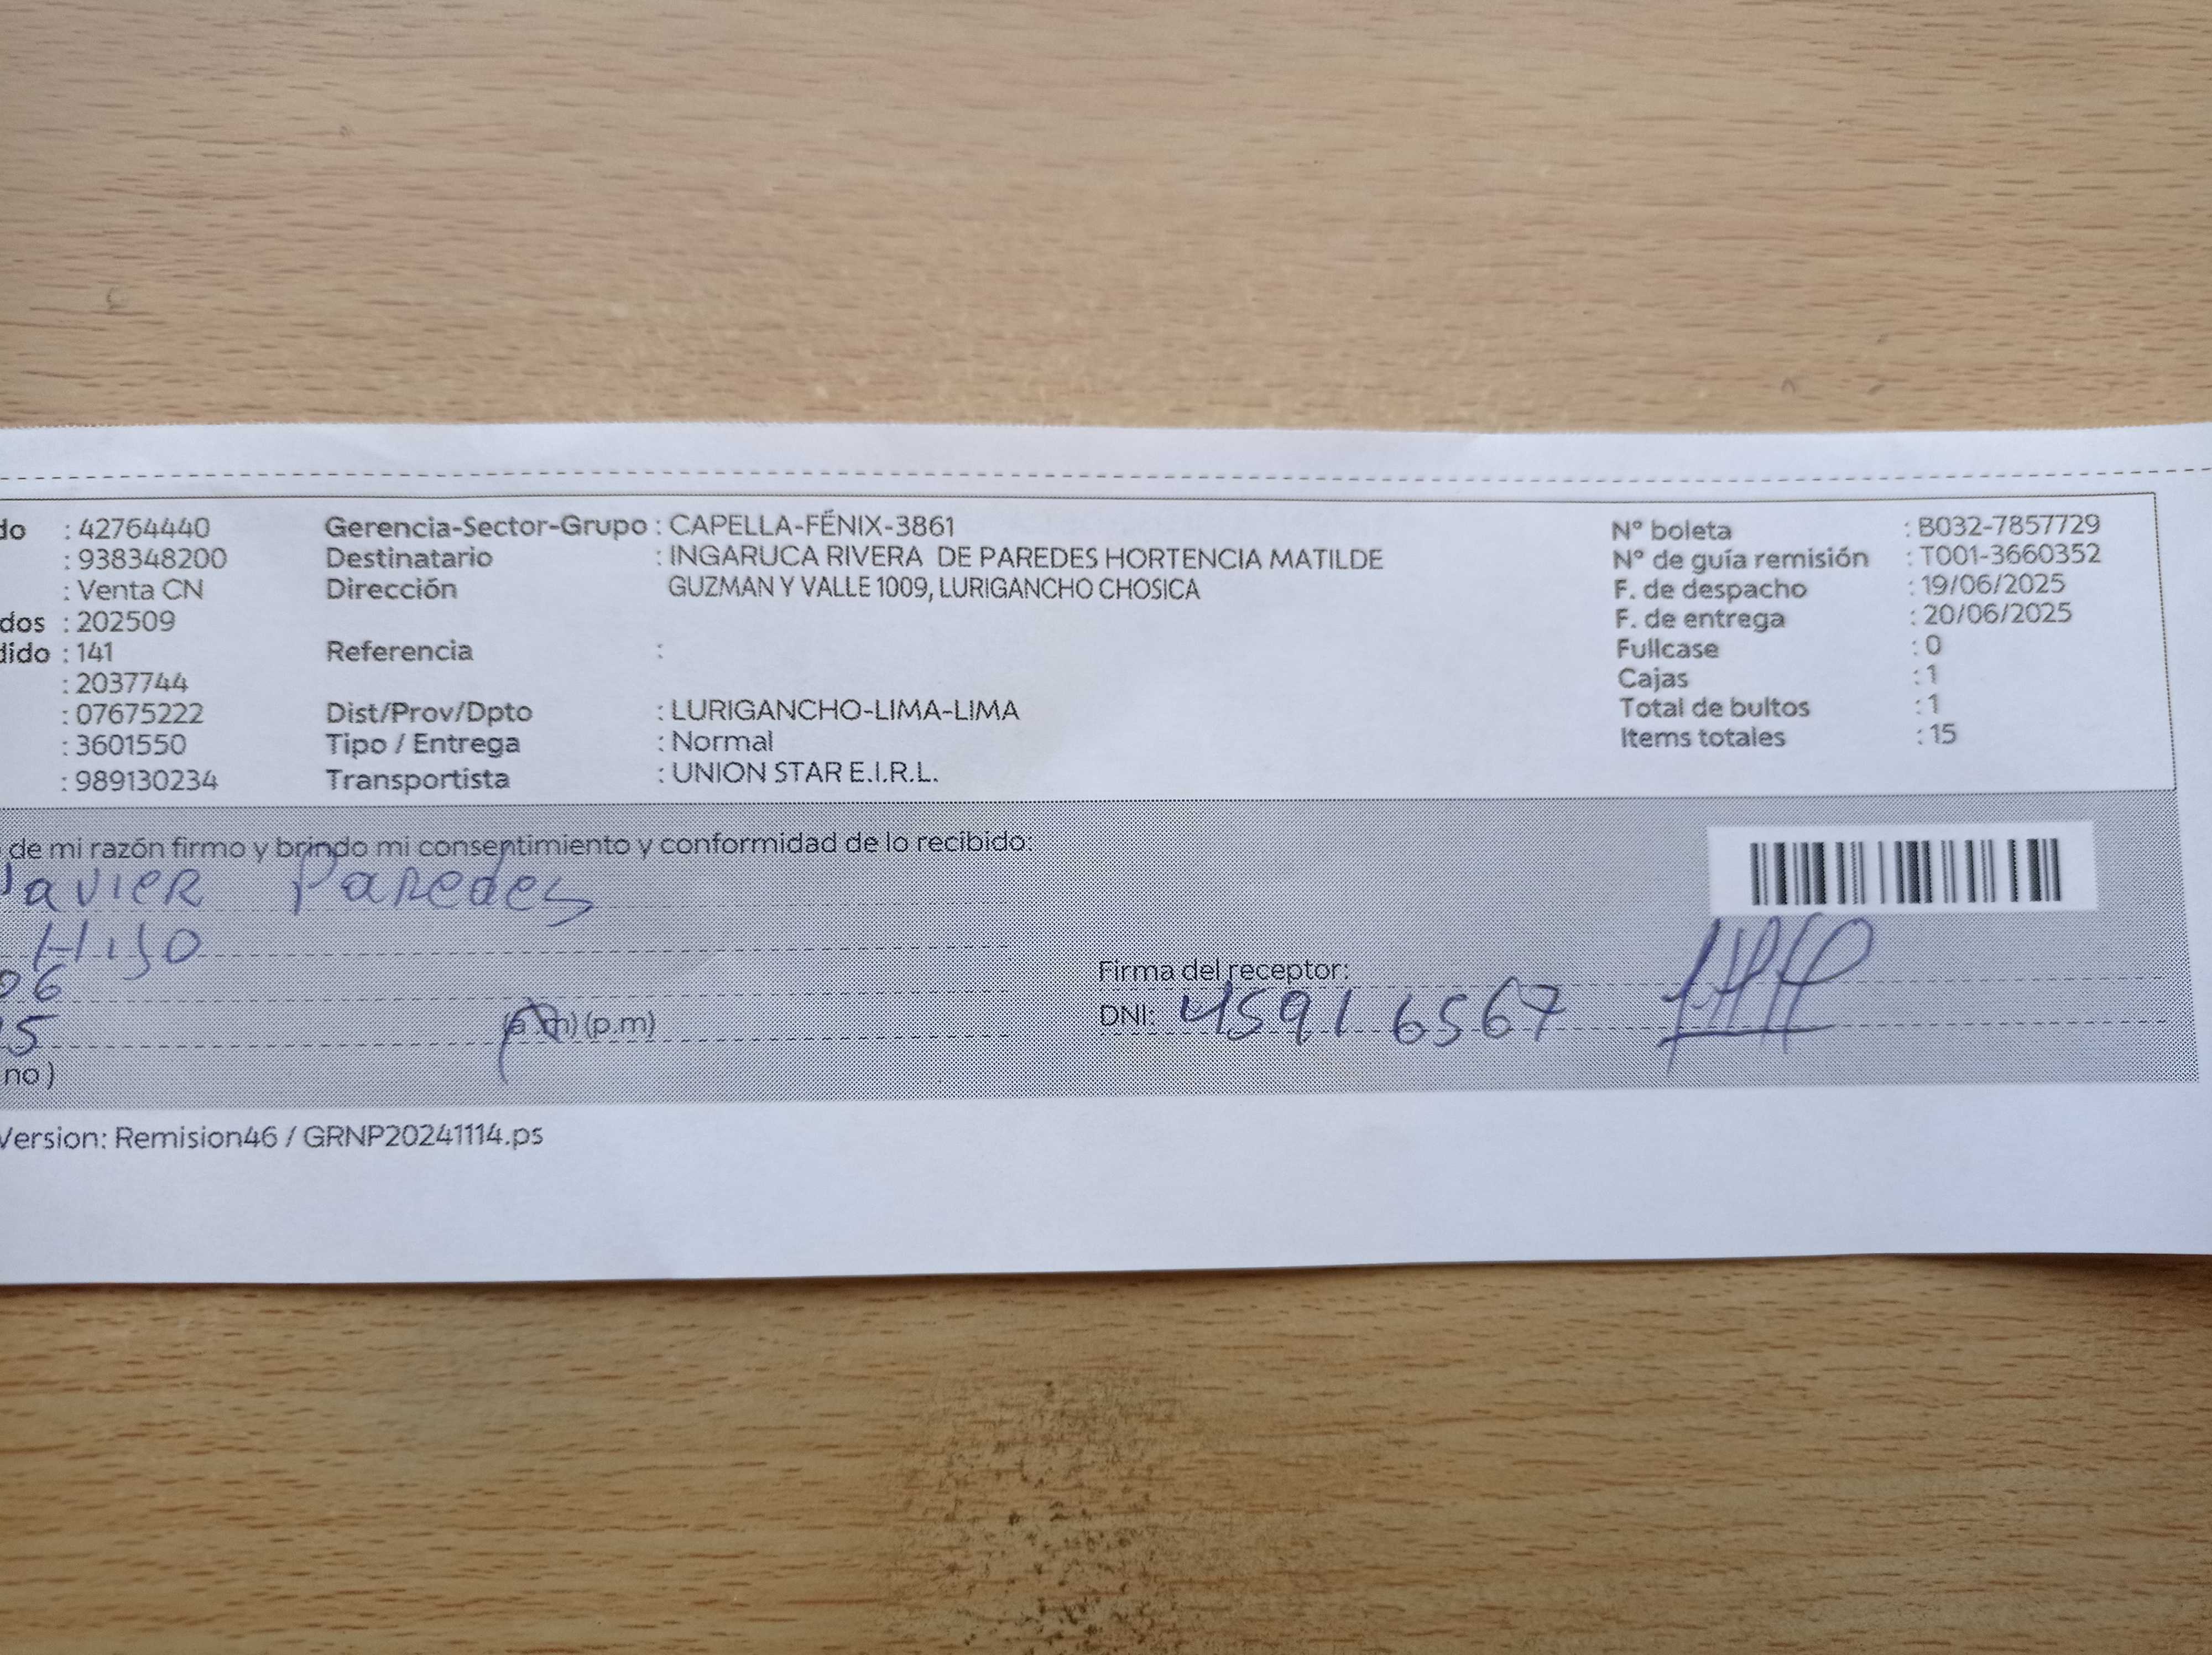 do : 42764440 Gerencia-Sector-Grupo : CAPELLA-FÉNIX-3861 N° boleta : B032-7857729
: 938348200 Destinatario : INGARUCA RIVERA DE PAREDES HORTENCIA MATILDE N° de guía remisión : T001-3660352
: Venta CN Dirección GUZMAN Y VALLE 1009, LURIGANCHO CHOSICA F. de despacho : 19/06/2025
dos : 202509 F. de entrega : 20/06/2025
dido : 141 Referencia : Fullcase : 0
: 2037744 Cajas : 1
: 07675222 Dist/Prov/Dpto : LURIGANCHO-LIMA-LIMA Total de bultos : 1
: 3601550 Tipo / Entrega : Normal Items totales : 15
: 989130234 Transportista : UNION STAR E.I.R.L.
de mi razón firmo y brindo mi consentimiento y conformidad de lo recibido:
Javier Paredes
Hijo
06 Firma del receptor:
5 (a.m) (p.m) DNI: 45916567
no )
Version: Remision46 / GRNP20241114.ps